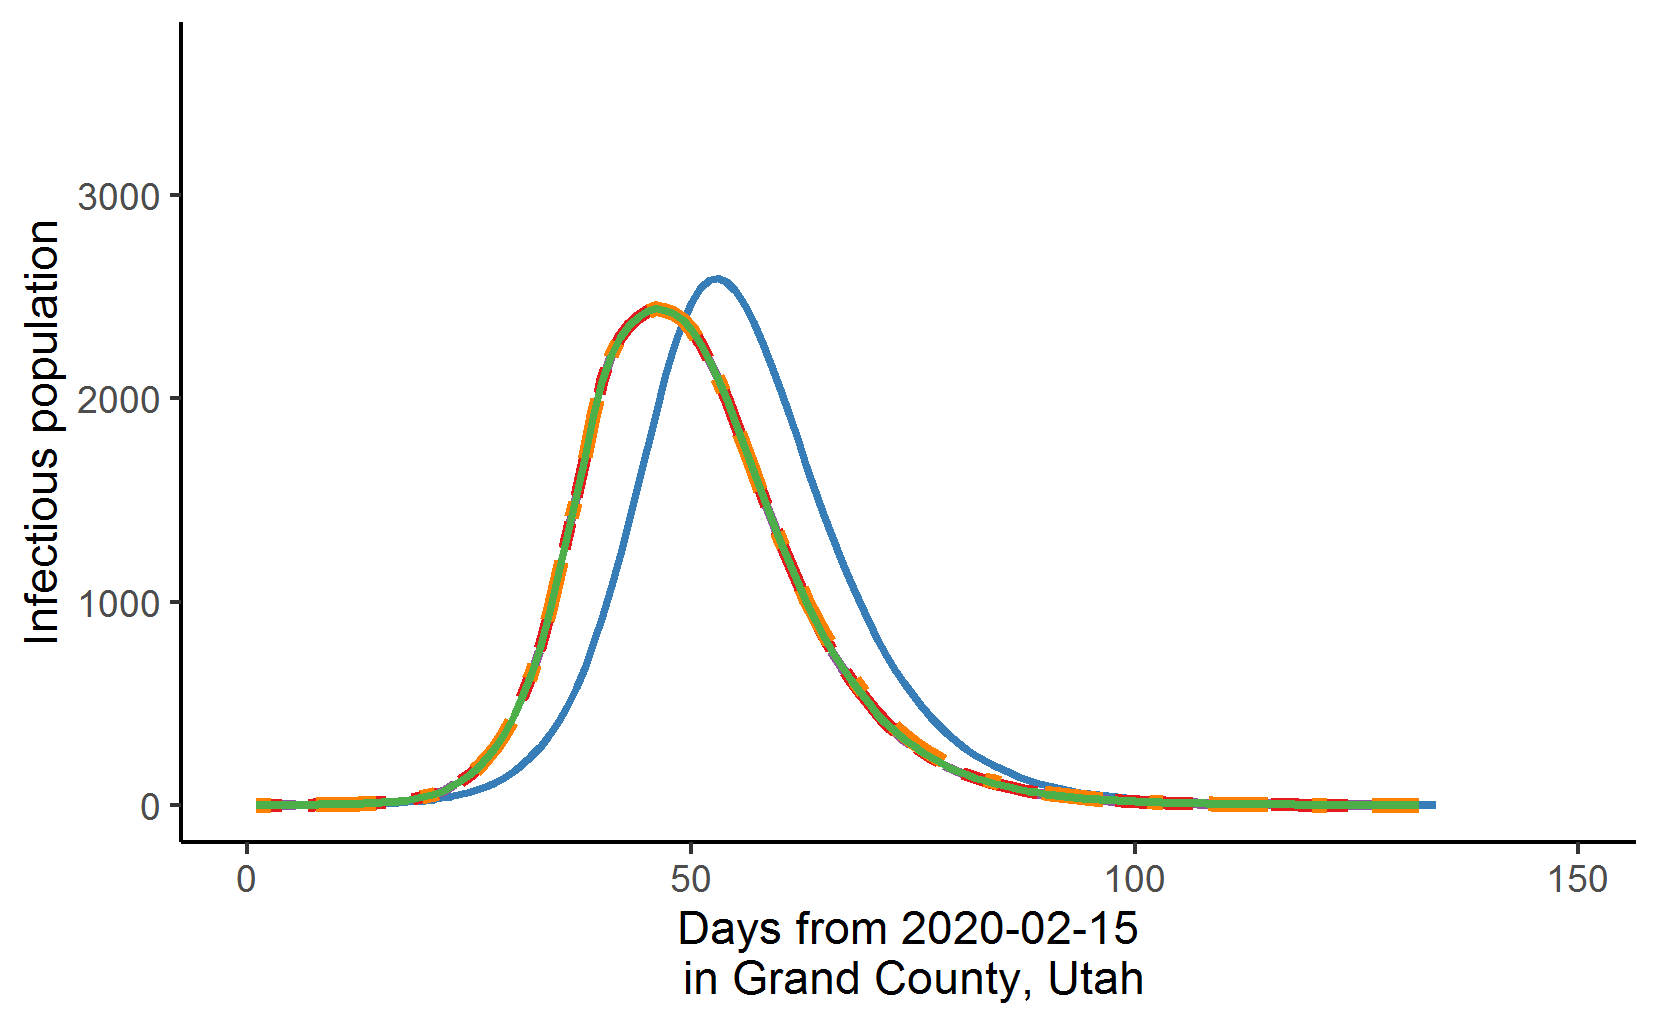 3000
2000
1000
0
Infectious population
0 50 100 150
Days from 2020-02-15
in Grand County, Utah